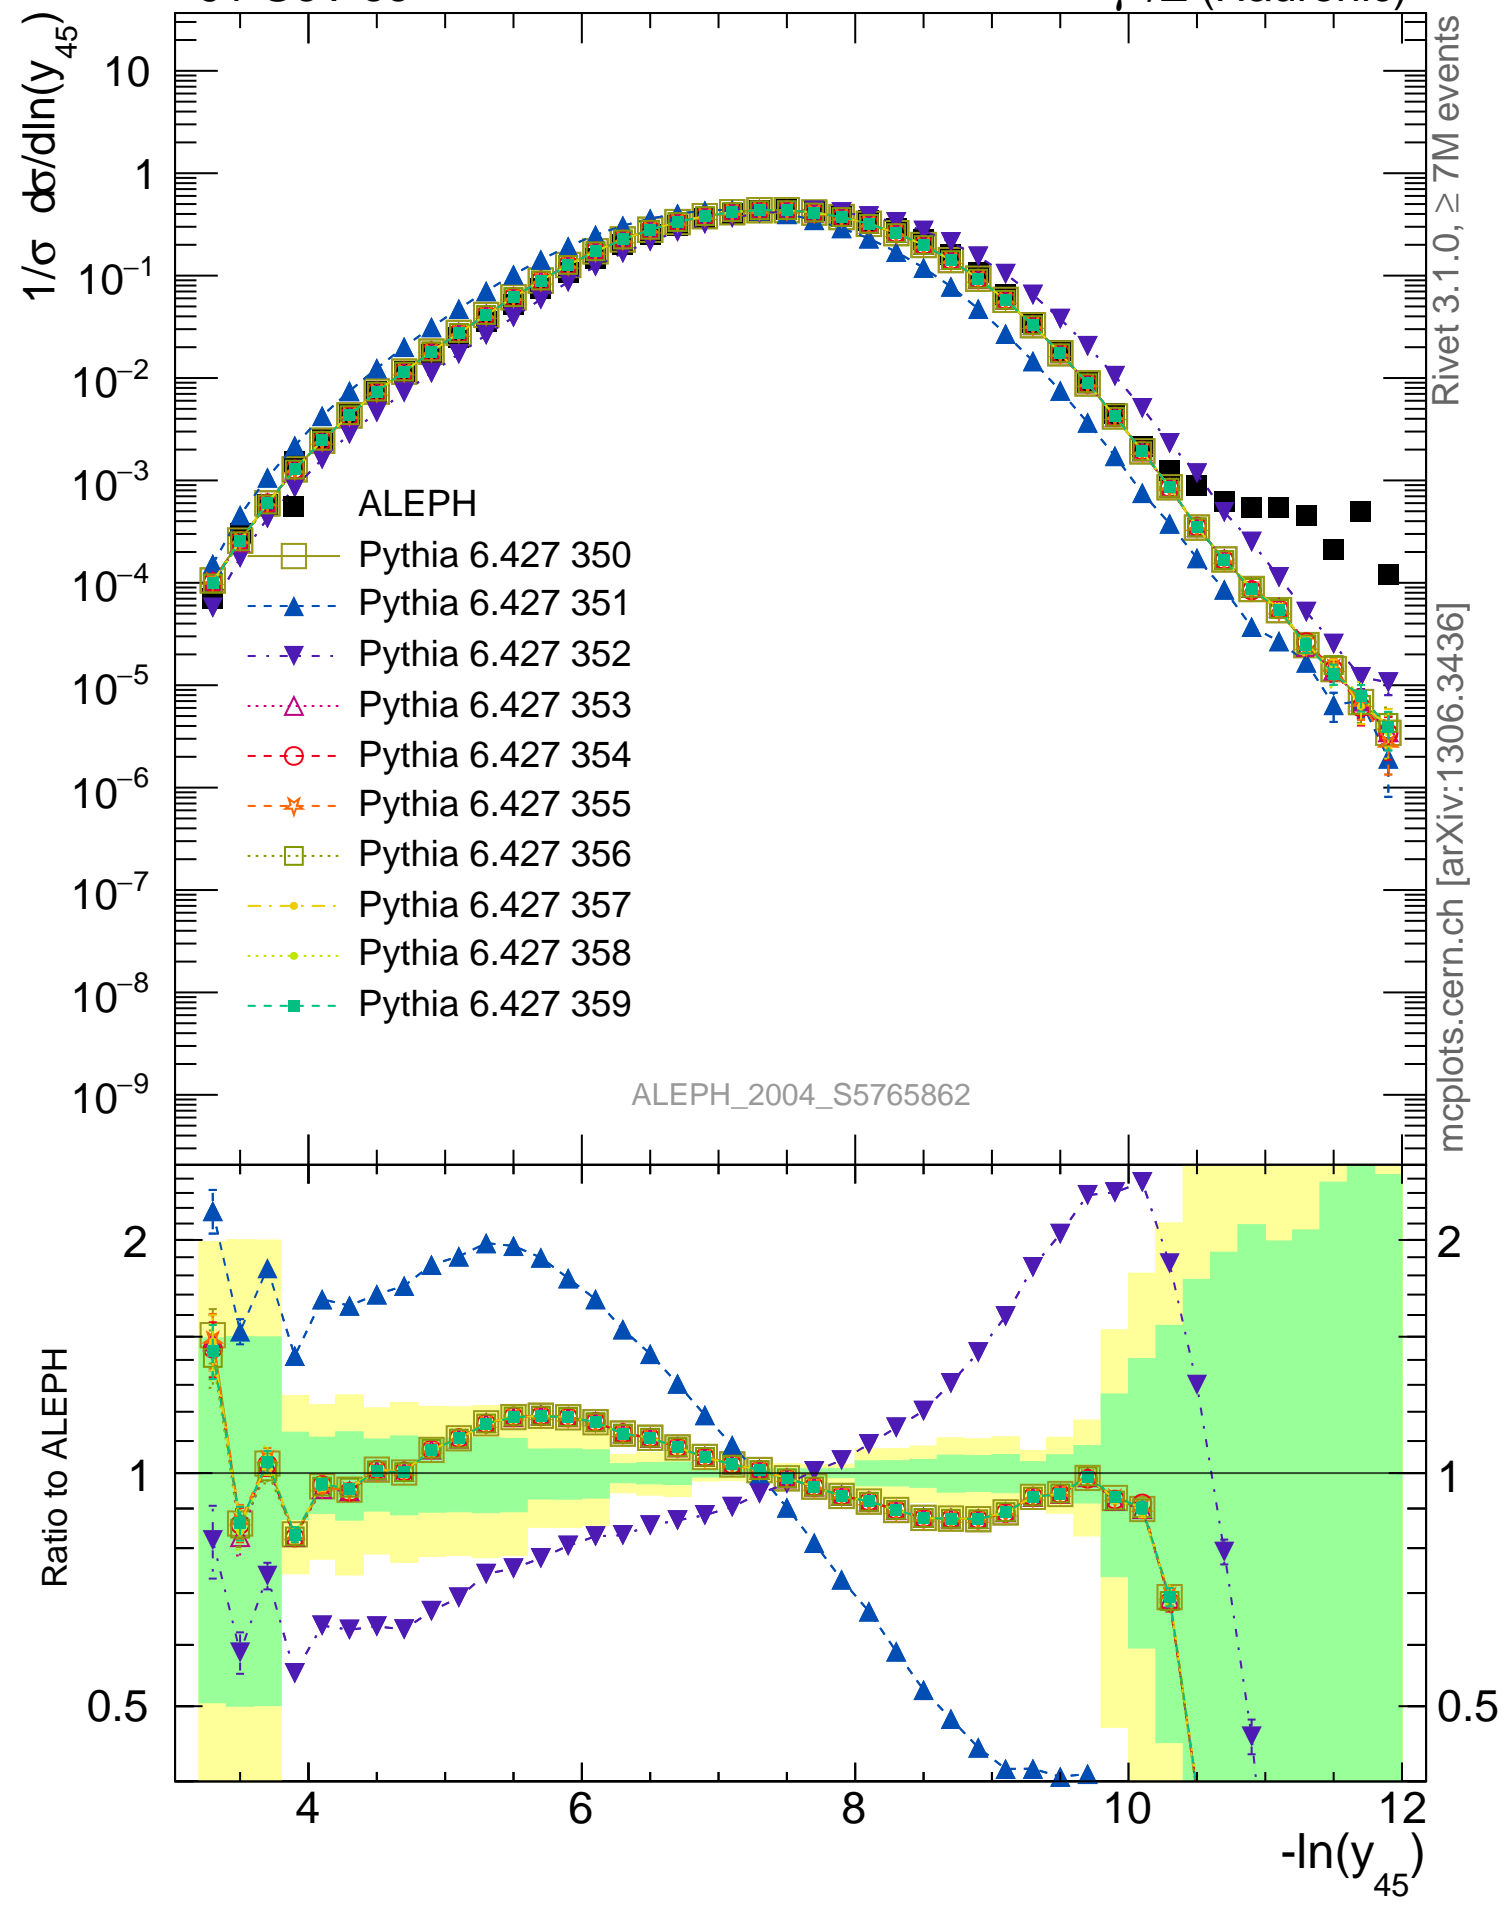 1/σ dσ/dln(y45)
10
1
10−1
10−2
10−3
10−4
10−5
10−6
10−7
10−8
10−9
ALEPH
Pythia 6.427 350
Pythia 6.427 351
Pythia 6.427 352
Pythia 6.427 353
Pythia 6.427 354
Pythia 6.427 355
Pythia 6.427 356
Pythia 6.427 357
Pythia 6.427 358
Pythia 6.427 359
ALEPH_2004_S5765862
Rivet 3.1.0, ≥ 7M events
mcplots.cern.ch [arXiv:1306.3436]
Ratio to ALEPH
2
1
0.5
2
1
0.5
4 6 8 10 12
-ln(y45)